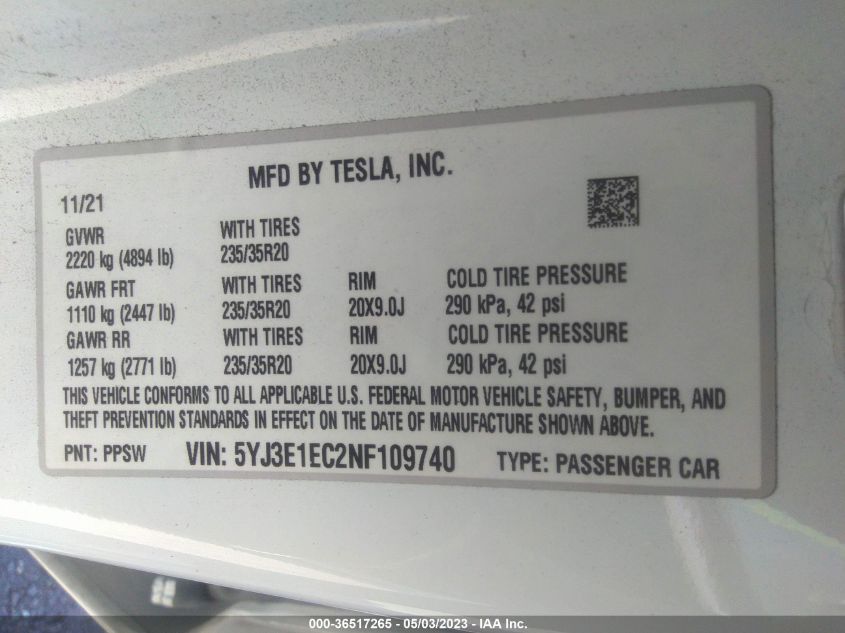 MFD BY TESLA, INC.
11/21
GVWR WITH TIRES
2220 kg (4894 lb) 235/35R20
GAWR FRT WITH TIRES RIM COLD TIRE PRESSURE
1110 kg (2447 lb) 235/35R20 20X9.0J 290 kPa, 42 psi
GAWR RR WITH TIRES RIM COLD TIRE PRESSURE
1257 kg (2771 lb) 235/35R20 20X9.0J 290 kPa, 42 psi
THIS VEHICLE CONFORMS TO ALL APPLICABLE U.S. FEDERAL MOTOR VEHICLE SAFETY, BUMPER, AND
THEFT PREVENTION STANDARDS IN EFFECT ON THE DATE OF MANUFACTURE SHOWN ABOVE.
PNT: PPSW VIN: 5YJ3E1EC2NF109740 TYPE: PASSENGER CAR
000-36517265 - 05/03/2023 - IAA Inc.